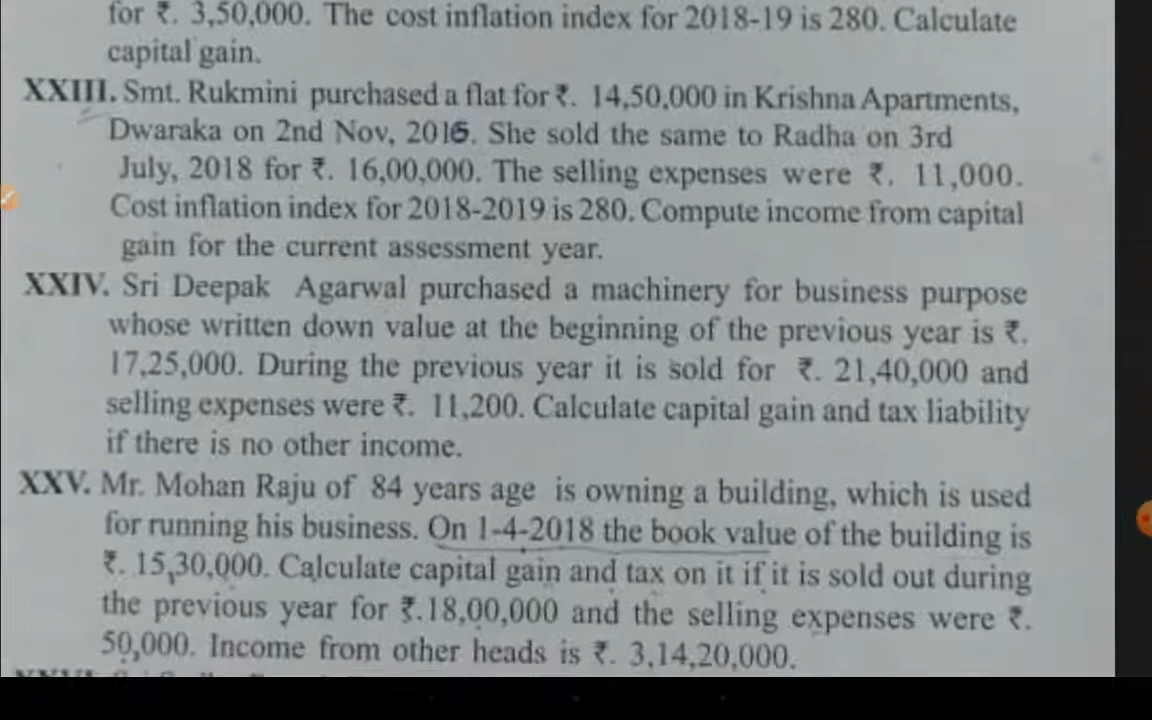 for ₹. 3,50,000. The cost inflation index for 2018-19 is 280. Calculate
capital gain.
XXIII. Smt. Rukmini purchased a flat for ₹. 14,50,000 in Krishna Apartments,
Dwaraka on 2nd Nov, 2016. She sold the same to Radha on 3rd
July, 2018 for ₹. 16,00,000. The selling expenses were ₹. 11,000.
Cost inflation index for 2018-2019 is 280. Compute income from capital
gain for the current assessment year.
XXIV. Sri Deepak Agarwal purchased a machinery for business purpose
whose written down value at the beginning of the previous year is ₹.
17,25,000. During the previous year it is sold for ₹. 21,40,000 and
selling expenses were ₹. 11,200. Calculate capital gain and tax liability
if there is no other income.
XXV. Mr. Mohan Raju of 84 years age is owning a building, which is used
for running his business. On 1-4-2018 the book value of the building is
₹. 15,30,000. Calculate capital gain and tax on it if it is sold out during
the previous year for ₹.18,00,000 and the selling expenses were ₹.
50,000. Income from other heads is ₹. 3,14,20,000.